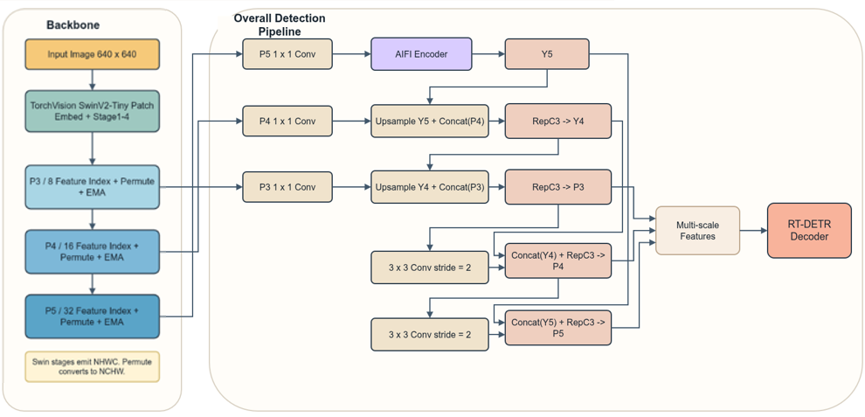 Backbone
Input Image 640 x 640
TorchVision SwinV2-Tiny Patch
Embed + Stage1-4
P3 / 8 Feature Index + Permute
+ EMA
P4 / 16 Feature Index +
Permute + EMA
P5 / 32 Feature Index +
Permute + EMA
Swin stages emit NHWC. Permute
converts to NCHW.
Overall Detection
Pipeline
P5 1 x 1 Conv
AIFI Encoder
Y5
P4 1 x 1 Conv
Upsample Y5 + Concat(P4)
RepC3 -> Y4
P3 1 x 1 Conv
Upsample Y4 + Concat(P3)
RepC3 -> P3
3 x 3 Conv stride = 2
Concat(Y4) + RepC3 ->
P4
3 x 3 Conv stride = 2
Concat(Y5) + RepC3 ->
P5
Multi-scale
Features
RT-DETR
Decoder